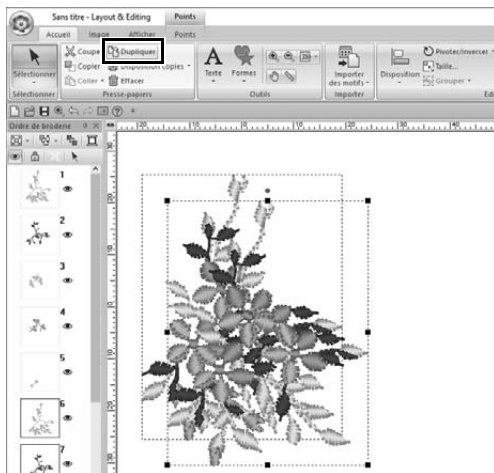 Sans titre - Layout & Editing
Points
Accueil Image Afficher Points
Sélectionner
Coupe
Dupliquer
Copier
Disposition copies
Coller
Effacer
Texte
Formes
Importer des motifs
Disposition
Pivoter/inverser
Taille...
Grouper
Sélectionner
Presse-papiers
Outils
Importer
Edi
Ordre de broderie
1
2
3
4
5
6
7